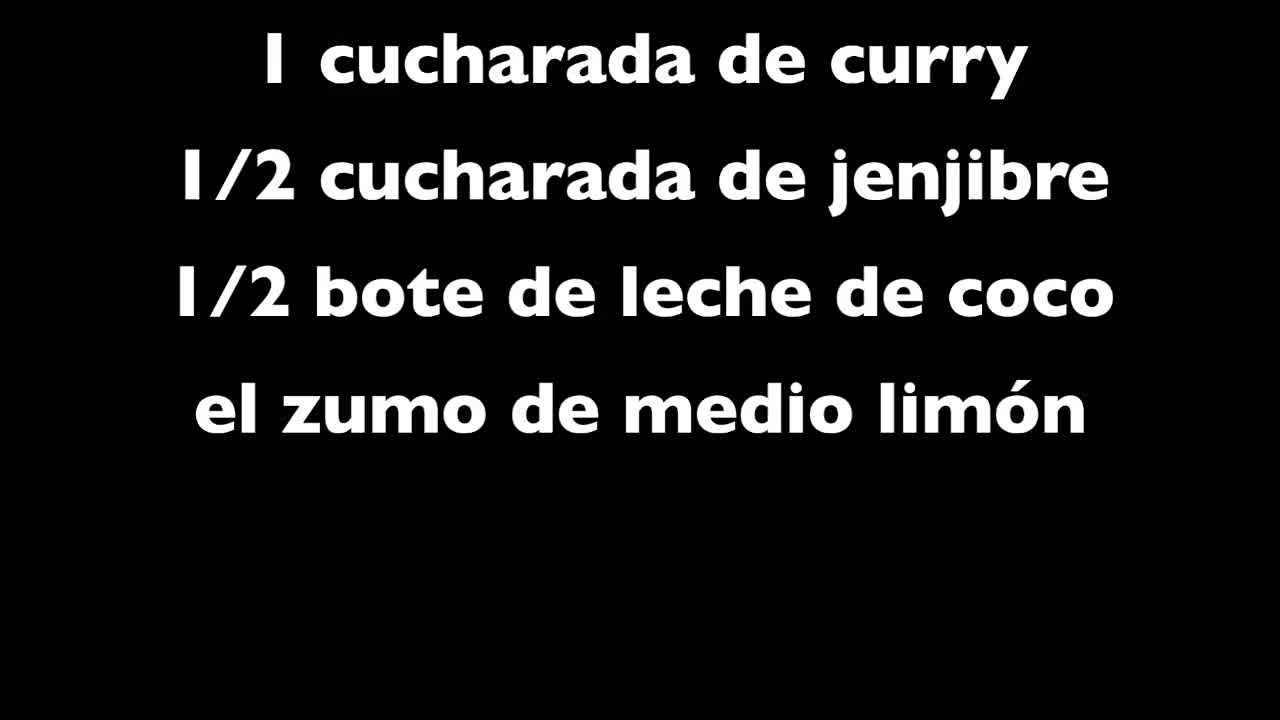 1 cucharada de curry
1/2 cucharada de jenjibre
1/2 bote de leche de coco
el zumo de medio limón